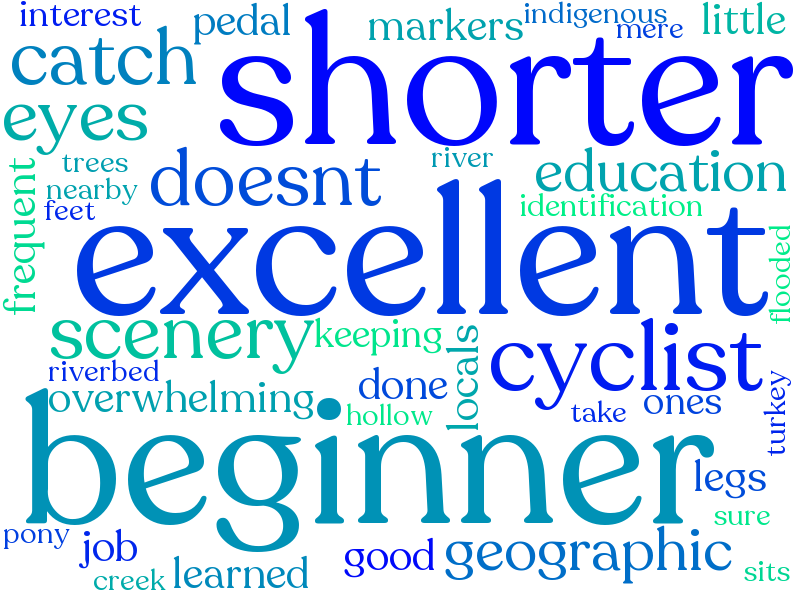 interest
pedal
markers
indigenous
mere
little
catch
shorter
eyes
trees
nearby
feet
doesnt
river
education
identification
frequent
excellent
flooded
scenery
keeping
locals
cyclist
riverbed
overwhelming
done
hollow
take
ones
turkey
beginner
legs
sure
pony
job
creek
learned
good
geographic
sits